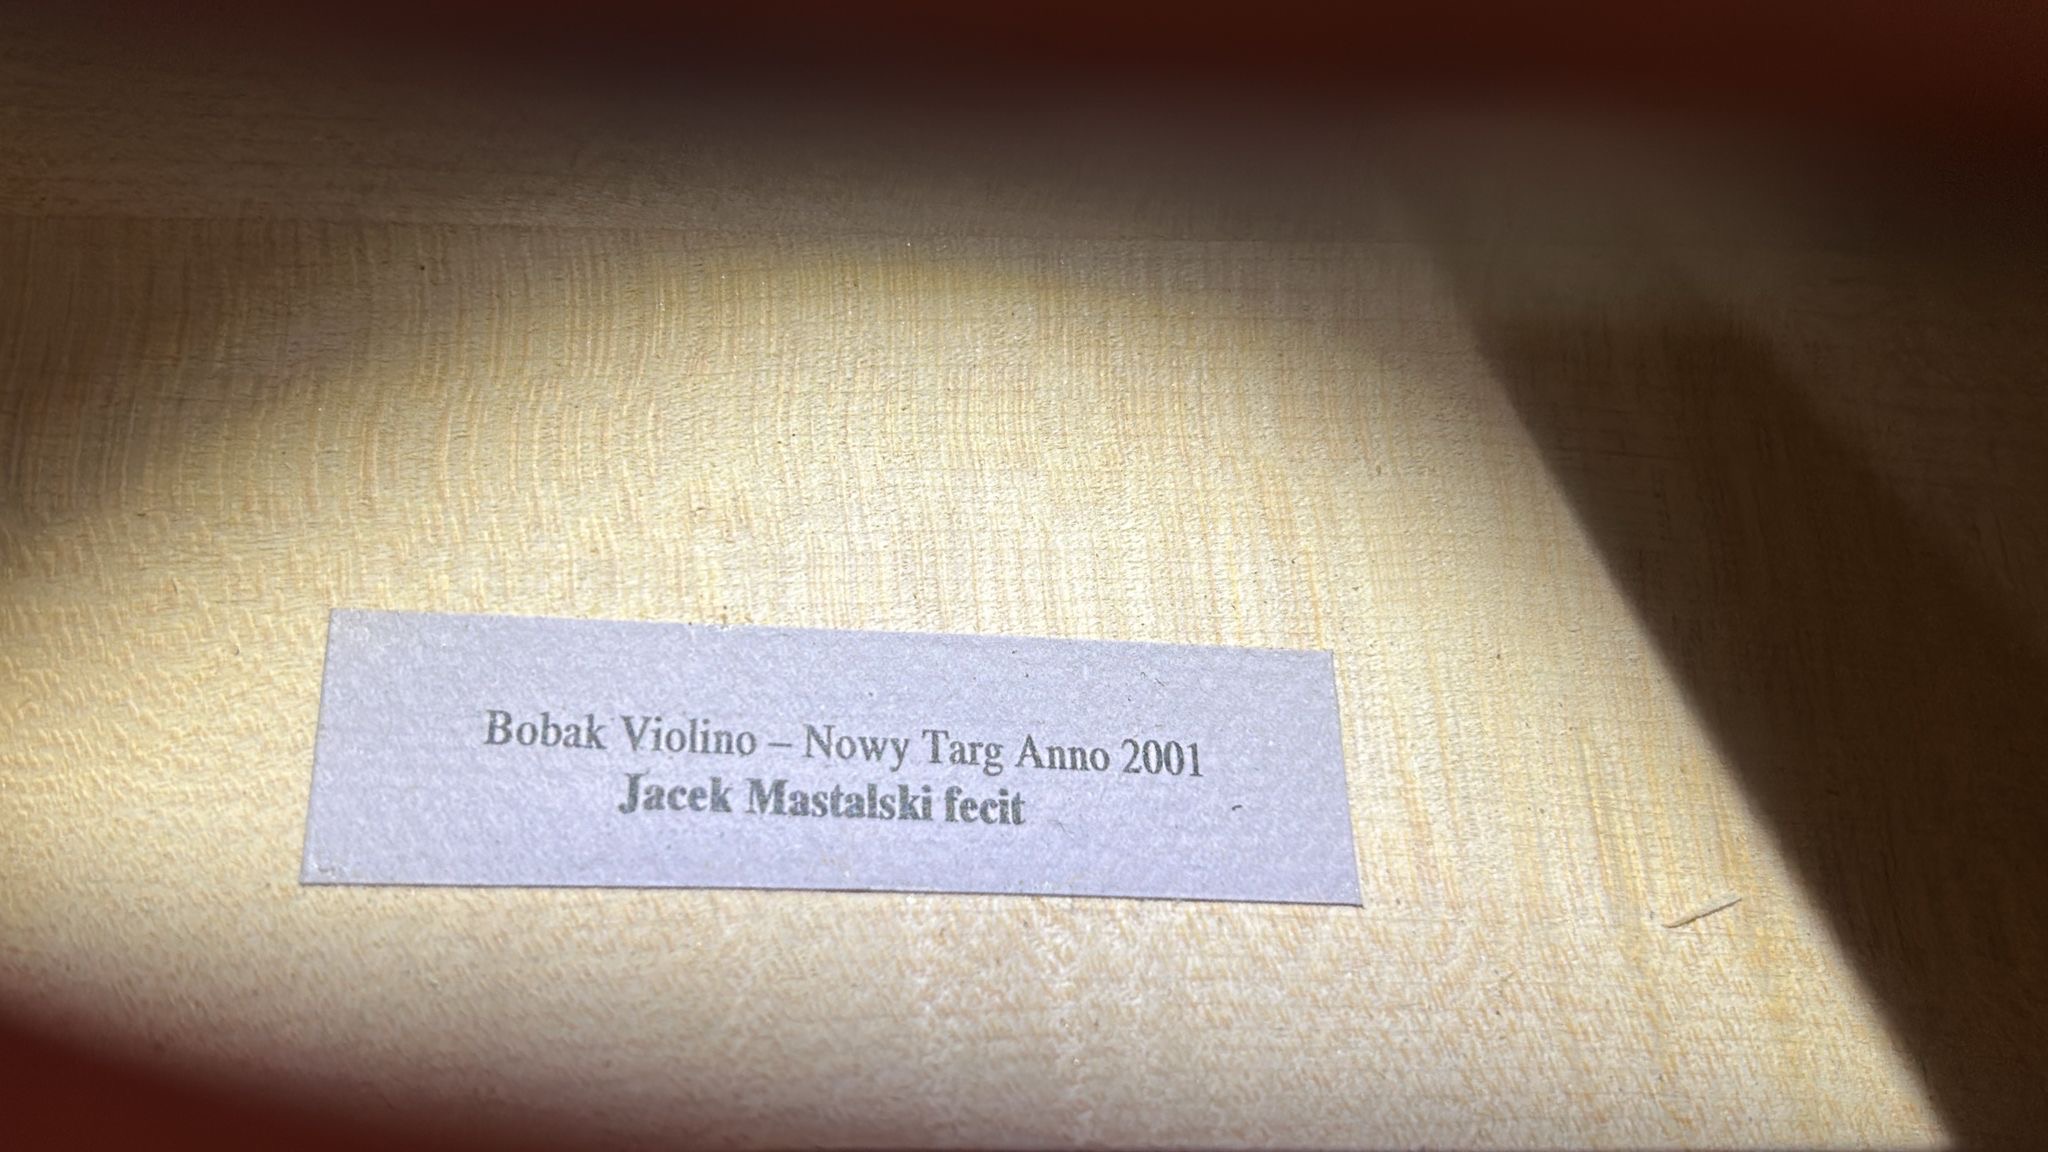 Bobak Violino – Nowy Targ Anno 2001
Jacek Mastalski fecit